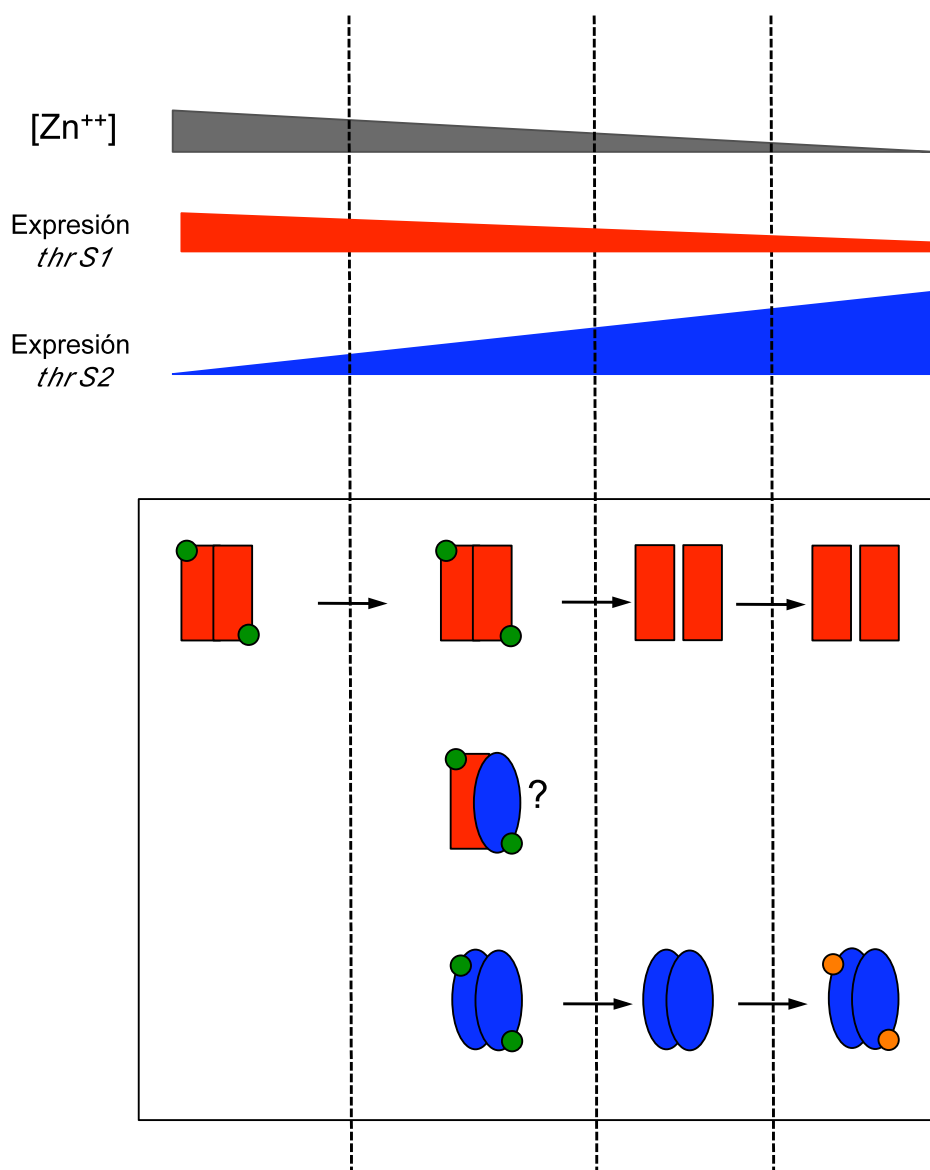 [Zn⁺⁺]
Expresión
thrS1
Expresión
thrS2
?